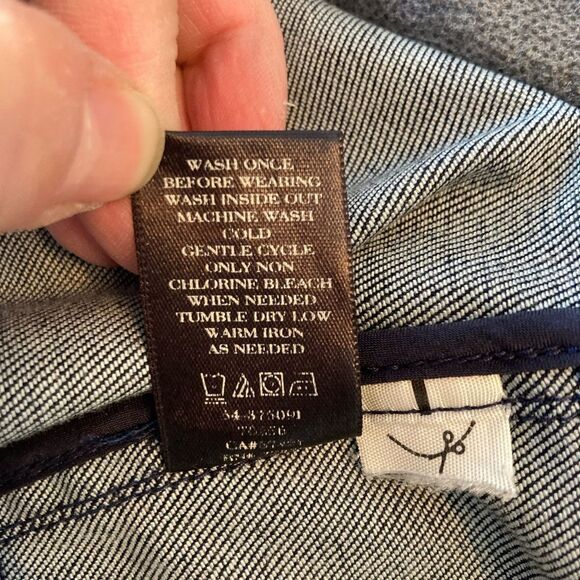 WASH ONCE
BEFORE WEARING
WASH INSIDE OUT
MACHINE WASH
COLD
GENTLE CYCLE
ONLY NON
CHLORINE BLEACH
WHEN NEEDED
TUMBLE DRY LOW
WARM IRON
AS NEEDED